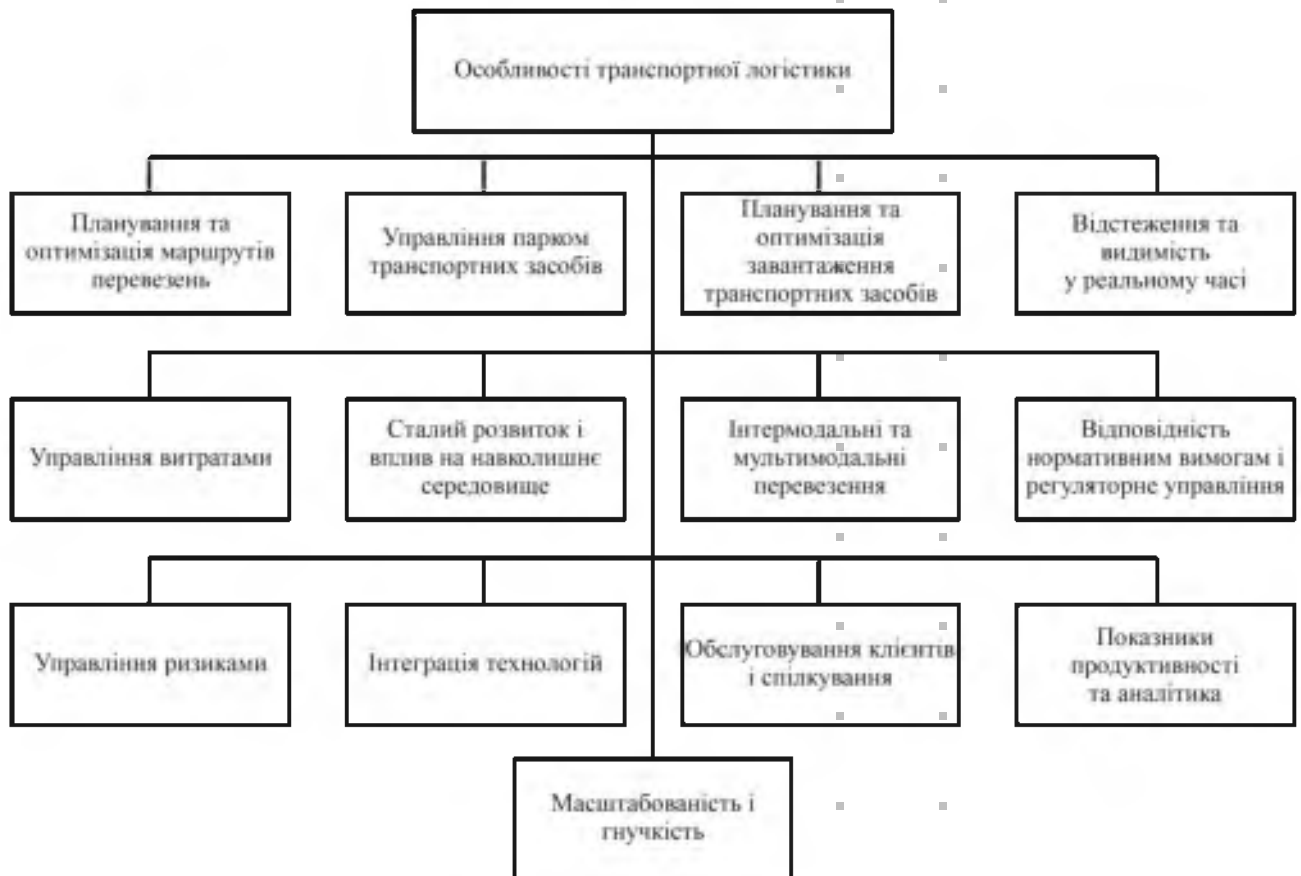 Особливості транспортної логістики
Планування та
оптимізація маршрутів
перевезень
Управління парком
транспортних засобів
Планування та
оптимізація
завантаження
транспортних засобів
Відстеження та
видимість
у реальному часі
Управління витратами
Сталий розвиток і
вплив на навколишнє
середовище
Інтермодальні та
мультимодальні
перевезення
Відповідність
нормативним вимогам і
регуляторне управління
Управління ризиками
Інтеграція технологій
Обслуговування клієнтів
і спілкування
Показники
продуктивності
та аналітика
Масштабованість і
гнучкість